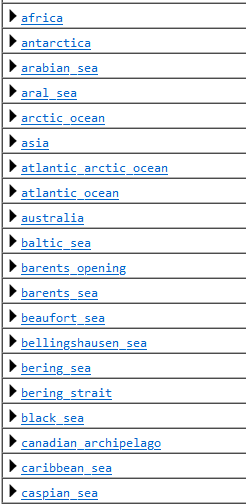 africa
antarctica
arabian_sea
aral_sea
arctic_ocean
asia
atlantic_arctic_ocean
atlantic_ocean
australia
baltic_sea
barents_opening
barents_sea
beaufort_sea
bellingshausen_sea
bering_sea
bering_strait
black_sea
canadian_archipelago
caribbean_sea
caspian_sea